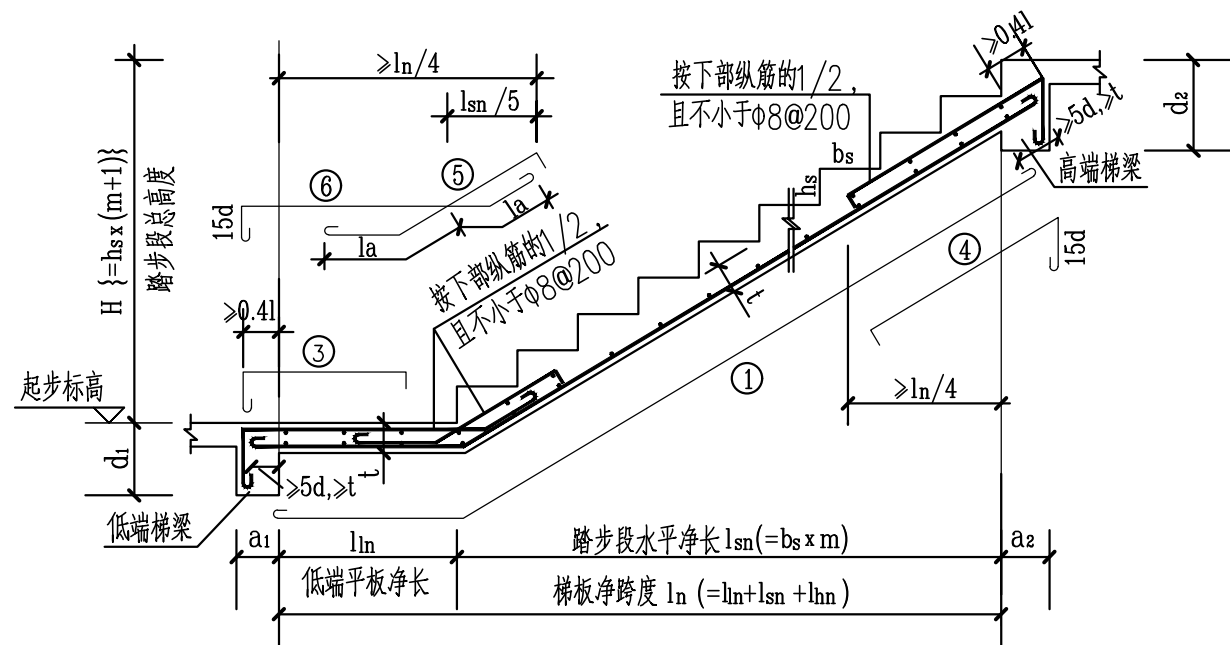 ≥ln/4
lsn/5
⑤
⑥
15d
la
la
按下部纵筋的1/2，
且不小于ϕ8@200
按下部纵筋的1/2，
且不小于ϕ8@200
≥0.4l
d₂
≥5d,≥t
高端梯梁
bs
hs
H {=hs x (m+1)}
踏步段总高度
≥0.4l
③
起步标高
d₁
t
≥5d,≥t
低端梯梁
t
①
④
15d
≥ln/4
a₁
lln
踏步段水平净长 lsn(=bs x m)
a₂
低端平板净长
梯板净跨度 ln (=lln+lsn+lhn)